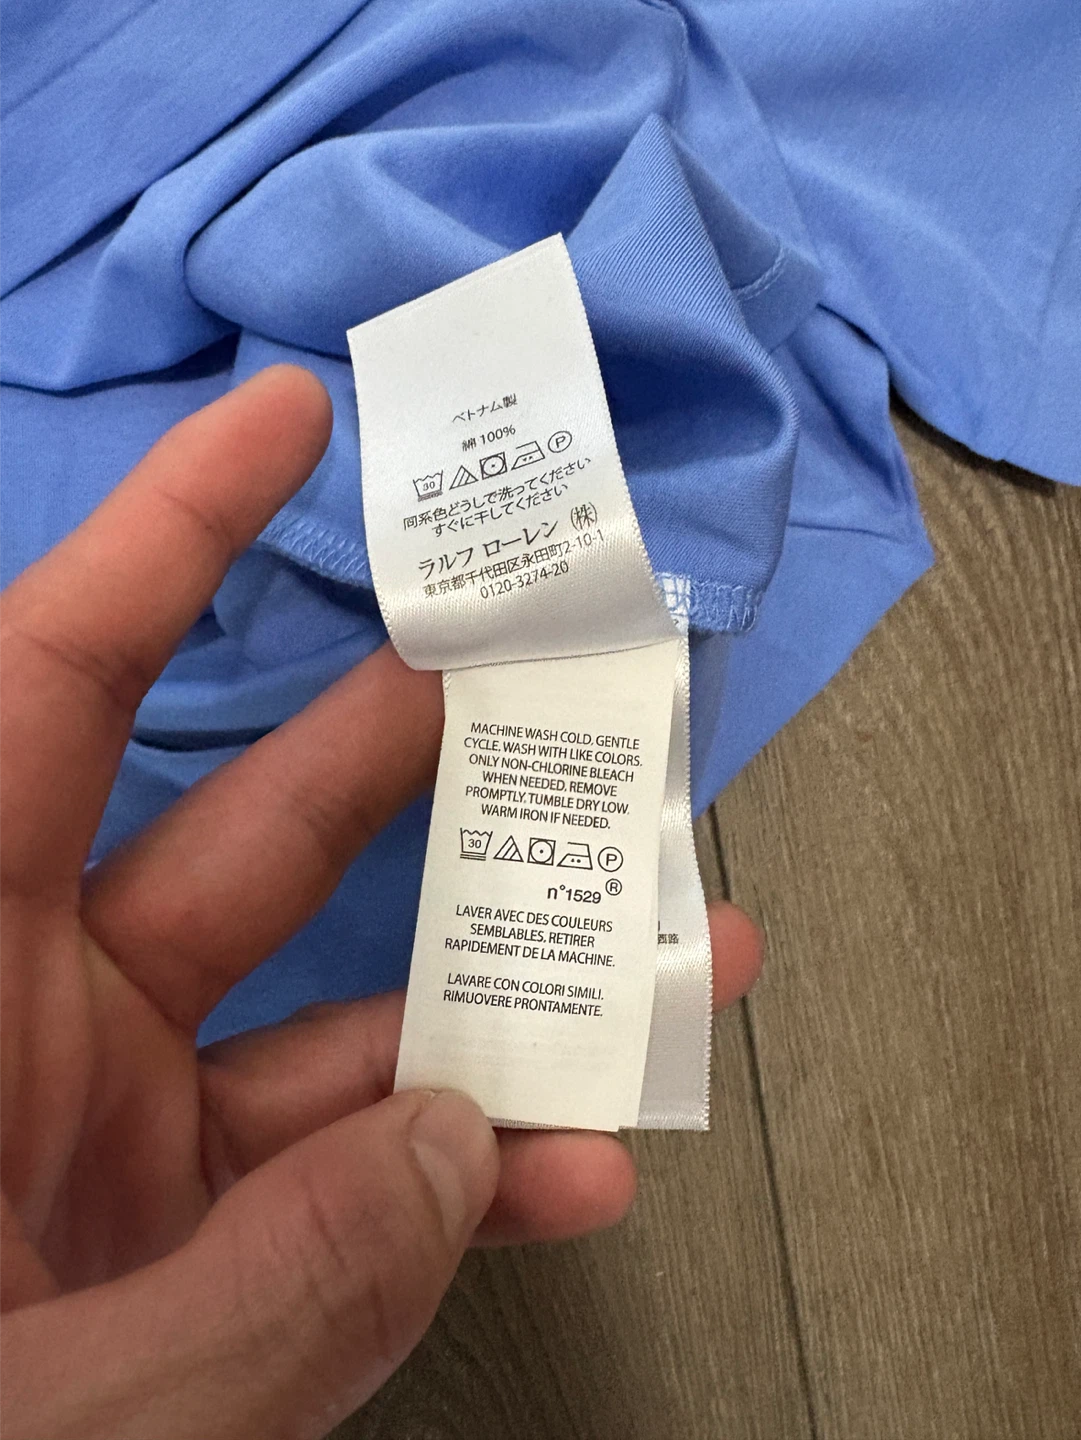 ベトナム製
綿 100%
30 P
同系色どうしで洗ってください
すぐに干してください
ラルフ ローレン (株)
東京都千代田区永田町2-10-1
0120-3274-20
MACHINE WASH COLD, GENTLE
CYCLE, WASH WITH LIKE COLORS.
ONLY NON-CHLORINE BLEACH
WHEN NEEDED, REMOVE
PROMPTLY. TUMBLE DRY LOW.
WARM IRON IF NEEDED.
30 P
n°1529 ®
LAVER AVEC DES COULEURS
SEMBLABLES. RETIRER
RAPIDEMENT DE LA MACHINE.
LAVARE CON COLORI SIMILI.
RIMUOVERE PRONTAMENTE.
西路